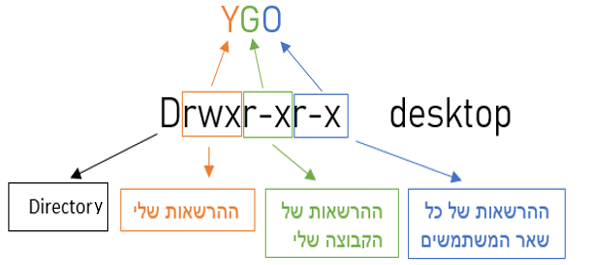 YGO
Drwxr-xr-x desktop
Directory
ההרשאות שלי
ההרשאות של
הקבוצה שלי
ההרשאות של כל
שאר המשתמשים